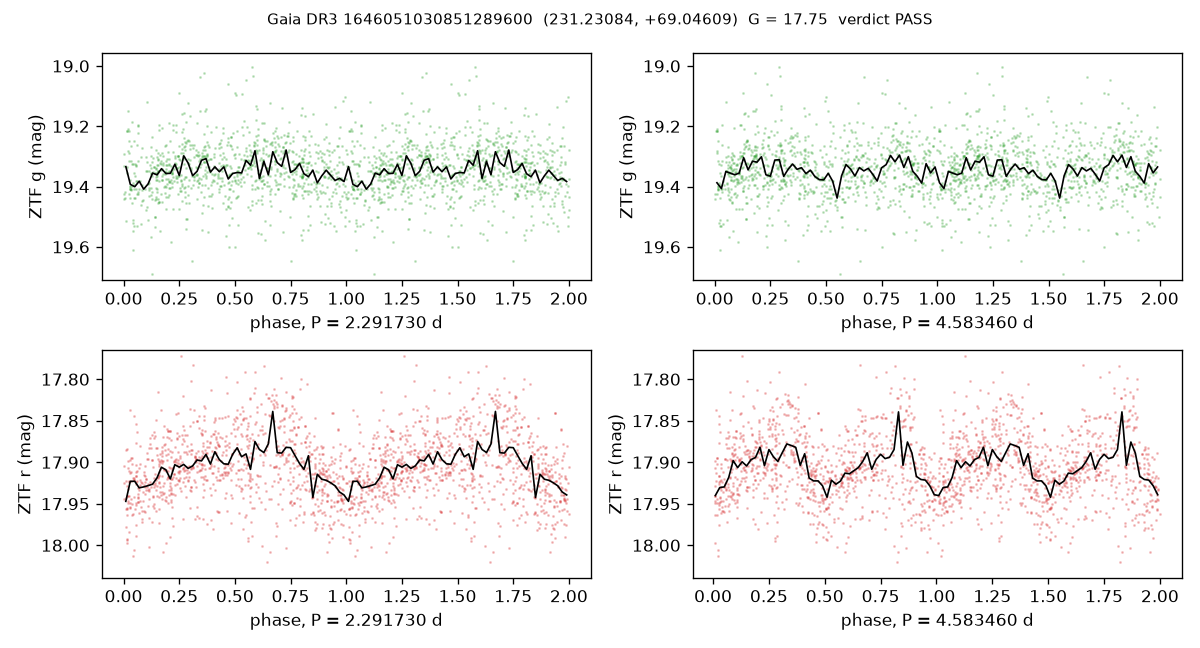 Gaia DR3 1646051030851289600  (231.23084, +69.04609)  G = 17.75  verdict PASS
ZTF g (mag)
19.0
19.2
19.4
19.6
0.00 0.25 0.50 0.75 1.00 1.25 1.50 1.75 2.00
phase, P = 2.291730 d
ZTF g (mag)
19.0
19.2
19.4
19.6
0.00 0.25 0.50 0.75 1.00 1.25 1.50 1.75 2.00
phase, P = 4.583460 d
ZTF r (mag)
17.80
17.85
17.90
17.95
18.00
0.00 0.25 0.50 0.75 1.00 1.25 1.50 1.75 2.00
phase, P = 2.291730 d
ZTF r (mag)
17.80
17.85
17.90
17.95
18.00
0.00 0.25 0.50 0.75 1.00 1.25 1.50 1.75 2.00
phase, P = 4.583460 d